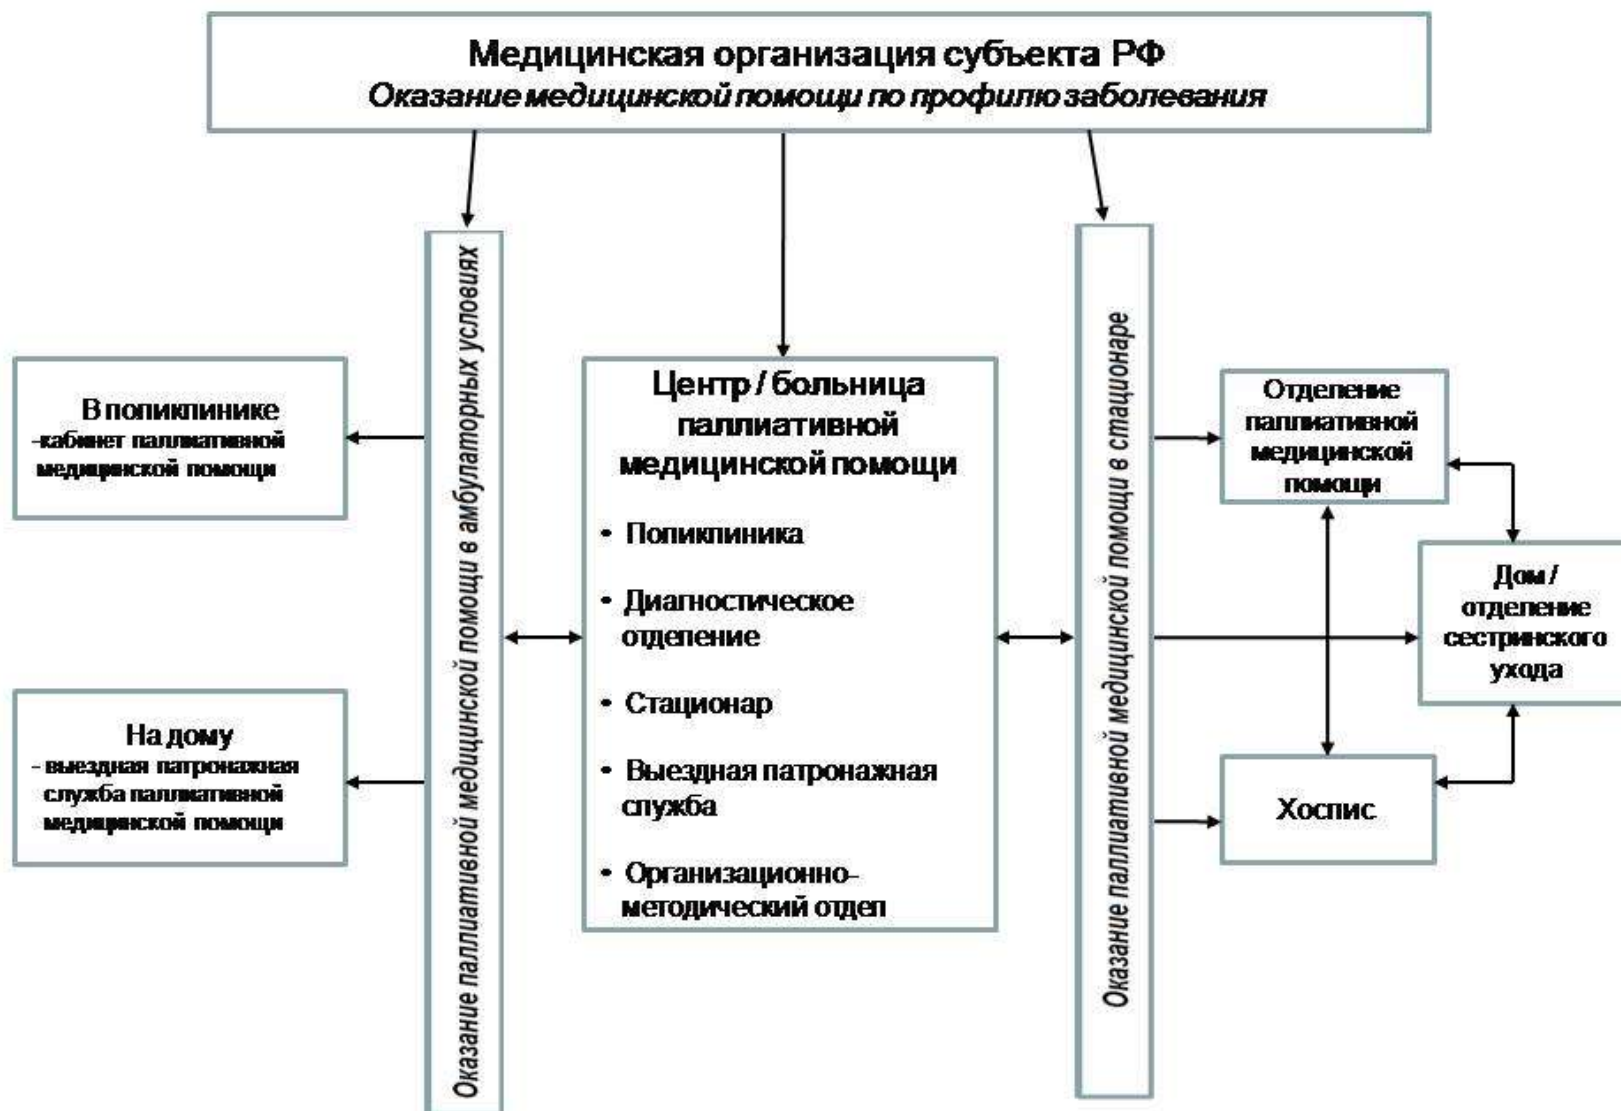 Медицинская организация субъекта РФ
Оказание медицинской помощи по профилю заболевания
Оказание паллиативной медицинской помощи в амбулаторных условиях
В поликлинике
-кабинет паллиативной
медицинской помощи
На дому
- выездная патронажная
служба паллиативной
медицинской помощи
Центр / больница
паллиативной
медицинской помощи
• Поликлиника
• Диагностическое
отделение
• Стационар
• Выездная патронажная
служба
• Организационно-
методический отдел
Оказание паллиативной медицинской помощи в стационаре
Отделение
паллиативной
медицинской
помощи
Дом /
отделение
сестринского
ухода
Хоспис